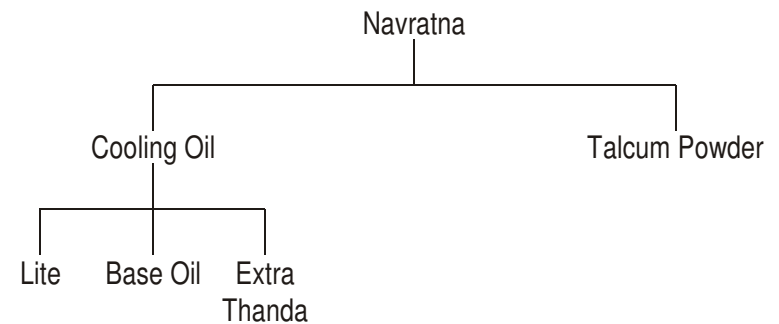 Navratna
Cooling Oil
Talcum Powder
Lite
Base Oil
Extra
Thanda